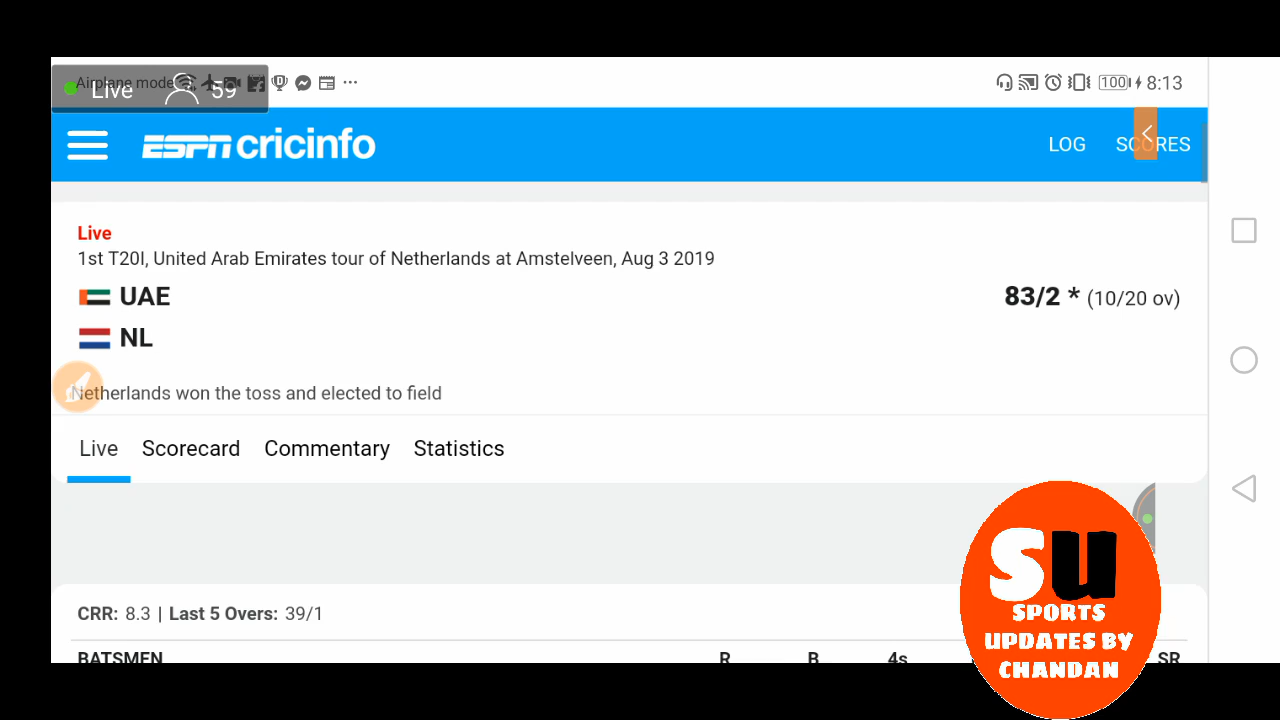 Airplane mode
Live 59
100 8:13
ESPN cricinfo
LOG SCORES
Live
1st T20I, United Arab Emirates tour of Netherlands at Amstelveen, Aug 3 2019
UAE 83/2 * (10/20 ov)
NL
Netherlands won the toss and elected to field
Live Scorecard Commentary Statistics
CRR: 8.3 | Last 5 Overs: 39/1
BATSMEN R B 4s SR
SU
SPORTS
UPDATES BY
CHANDAN